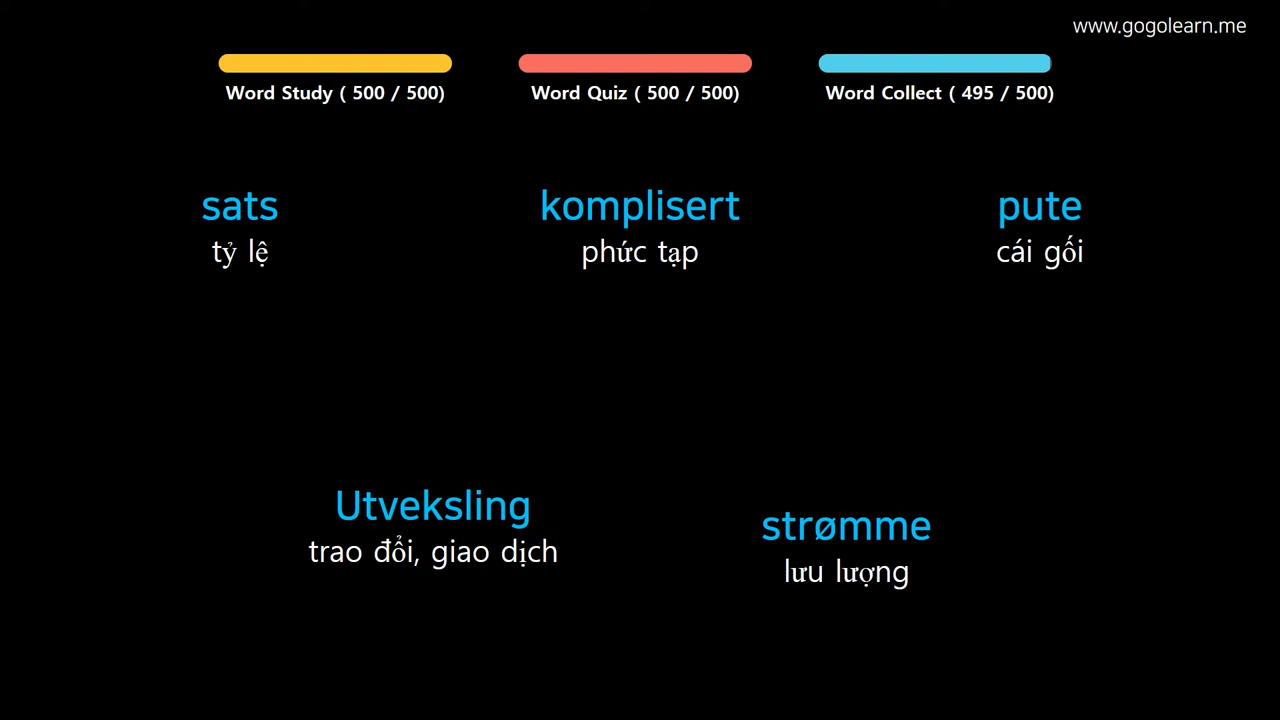 www.gogolearn.me
Word Study ( 500 / 500)
Word Quiz ( 500 / 500)
Word Collect ( 495 / 500)
sats
tỷ lệ
komplisert
phức tạp
pute
cái gối
Utveksling
trao đổi, giao dịch
strømme
lưu lượng